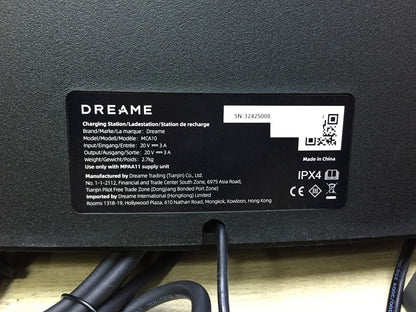 DREAME
SN: J242S008
Charging Station/Ladestation/Station de recharge
Brand/Marke/La marque: Dreame
Model/Modell/Modèle: MCA10
Input/Eingang/Entrée: 20 V ⎓ 3 A
Output/Ausgang/Sortie: 20 V ⎓ 3 A
Weight/Gewicht/Poids: 2.7kg
Use only with MPAA11 supply unit
Made in China
Manufactured by Dreame Trading (Tianjin) Co., Ltd.
No. 1-1-2112, Financial and Trade Center South Zone, 6975 Asia Road,
Tianjin Pilot Free Trade Zone (Dongjiang Bonded Port Zone)
Imported by Dreame International (Hongkong) Limited
Rooms 1318-19, Hollywood Plaza, 610 Nathan Road, Mongkok, Kowloon, Hong Kong
IPX4
CE